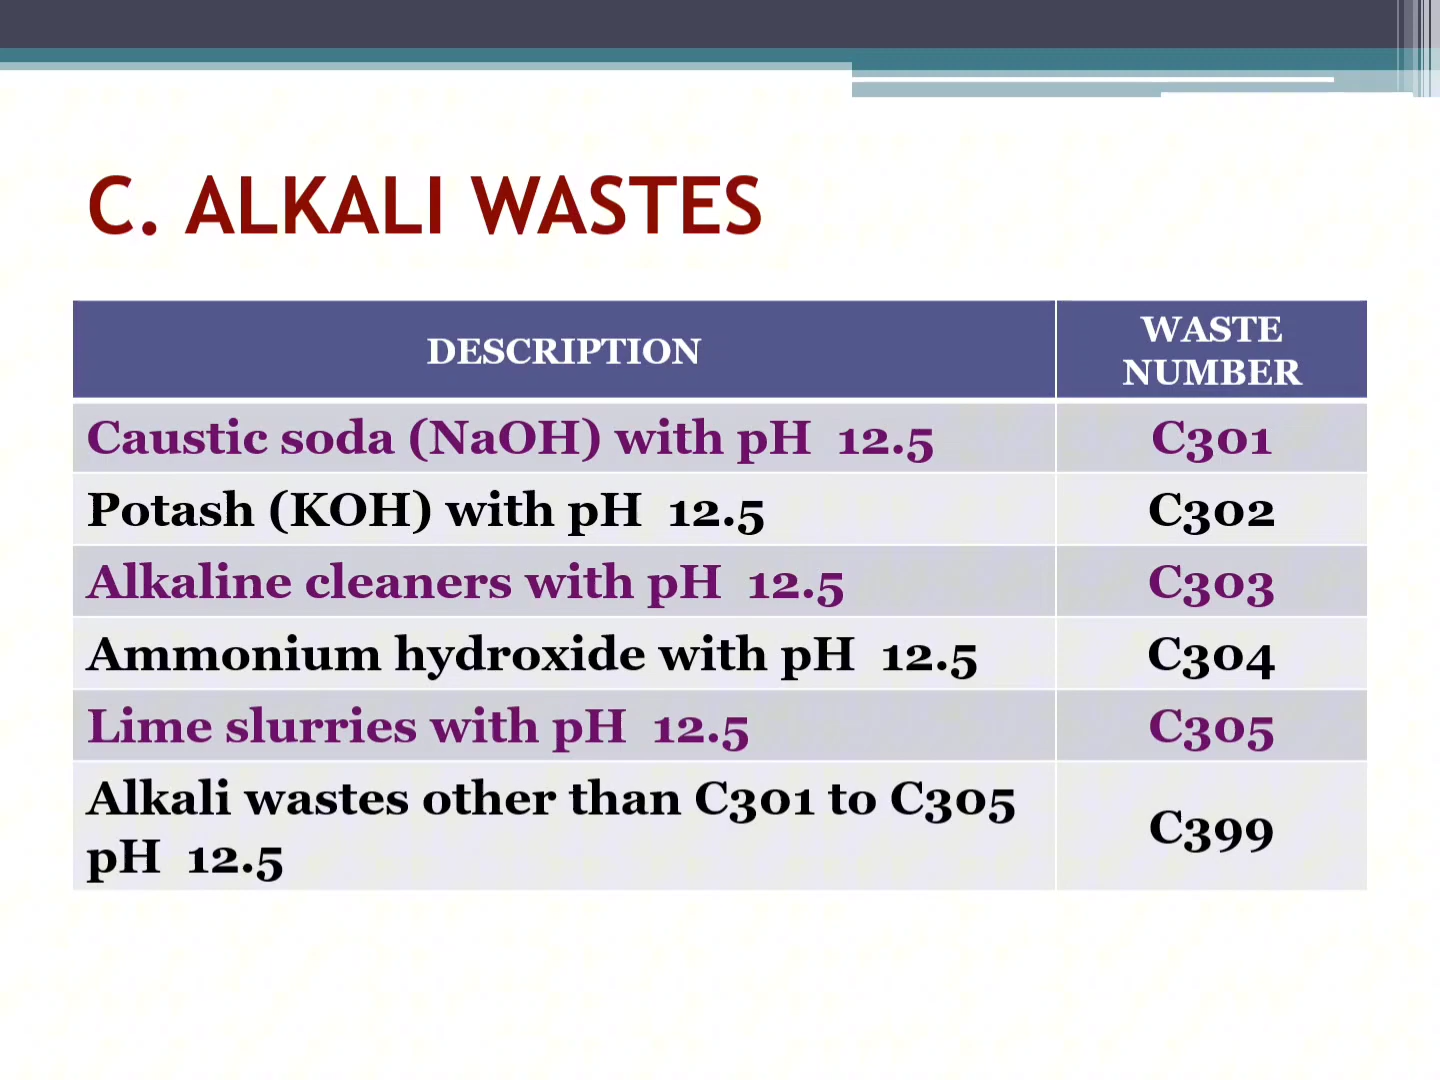 C. ALKALI WASTES
DESCRIPTION
WASTE
NUMBER
Caustic soda (NaOH) with pH 12.5
C301
Potash (KOH) with pH 12.5
C302
Alkaline cleaners with pH 12.5
C303
Ammonium hydroxide with pH 12.5
C304
Lime slurries with pH 12.5
C305
Alkali wastes other than C301 to C305
pH 12.5
C399